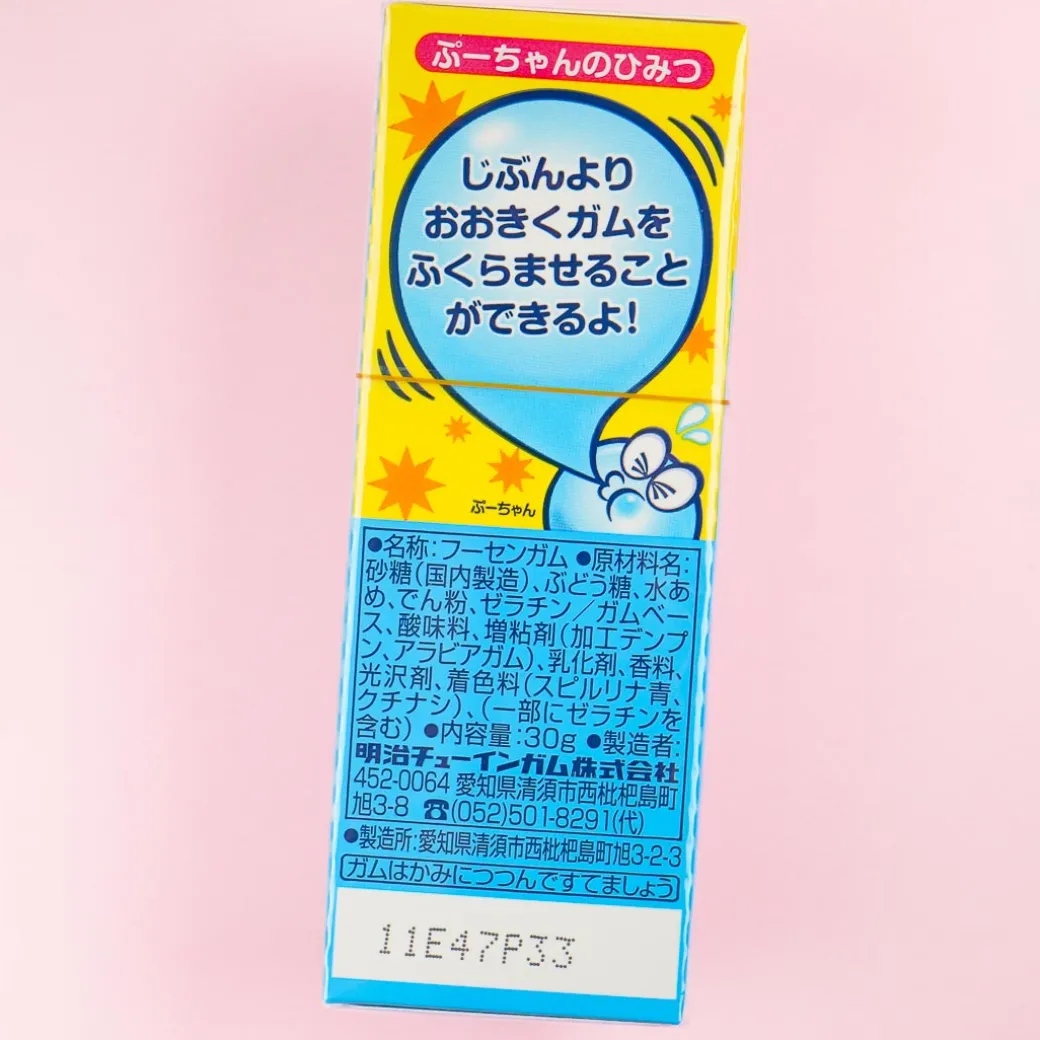 ぷーちゃんのひみつ
じぶんより
おおきくガムを
ふくらませること
ができるよ!
ぷーちゃん
●名称:フーセンガム ●原材料名:
砂糖(国内製造)、ぶどう糖、水あ
め、でん粉、ゼラチン/ガムベー
ス、酸味料、増粘剤(加工デンプ
ン、アラビアガム)、乳化剤、香料、
光沢剤、着色料(スピルリナ青、
クチナシ)、(一部にゼラチンを
含む) ●内容量:30g ●製造者:
明治チューインガム株式会社
452-0064 愛知県清須市西枇杷島町
旭3-8 ☎(052)501-8291(代)
●製造所:愛知県清須市西枇杷島町旭3-2-3
ガムはかみにつつんですてましょう
11E47P33